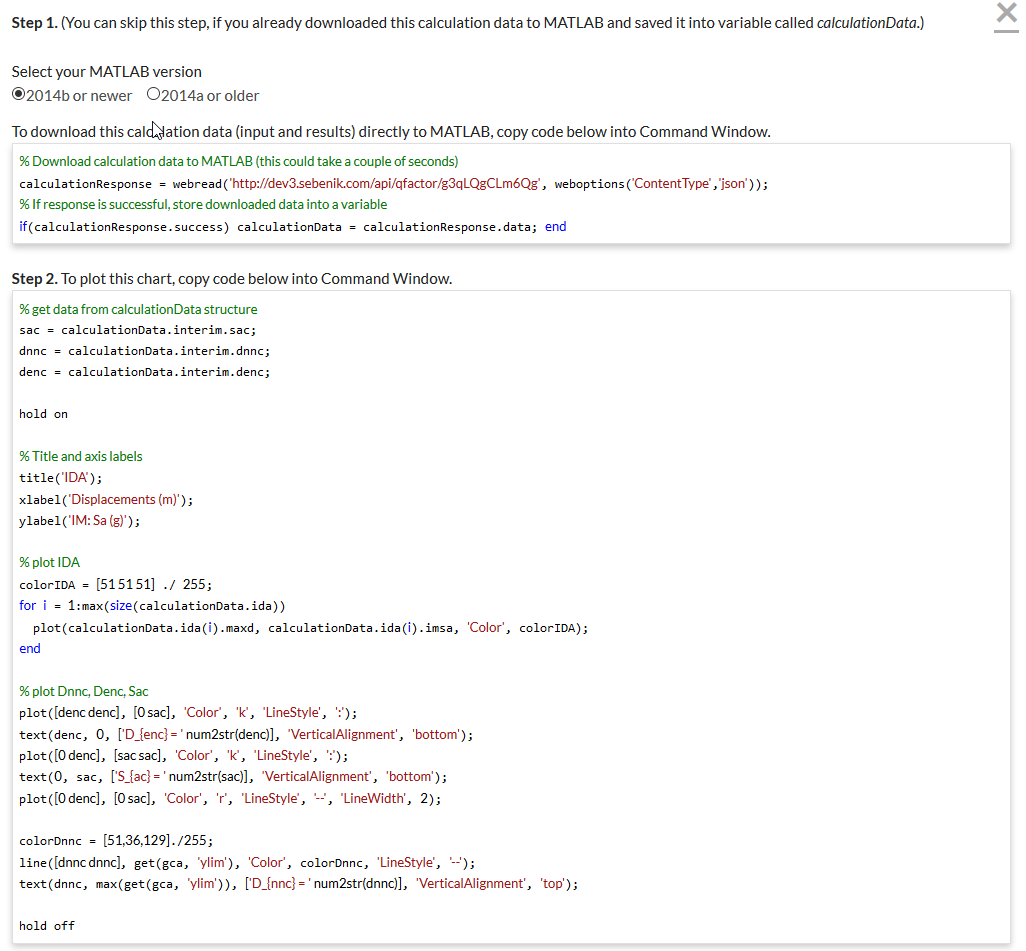 Step 1. (You can skip this step, if you already downloaded this calculation data to MATLAB and saved it into variable called calculationData.)
Select your MATLAB version
2014b or newer 2014a or older
To download this calculation data (input and results) directly to MATLAB, copy code below into Command Window.
% Download calculation data to MATLAB (this could take a couple of seconds)
calculationResponse = webread('http://dev3.sebenik.com/api/qfactor/g3qLQgCLm6Qg', weboptions('ContentType','json'));
% If response is successful, store downloaded data into a variable
if(calculationResponse.success) calculationData = calculationResponse.data; end
Step 2. To plot this chart, copy code below into Command Window.
% get data from calculationData structure
sac = calculationData.interim.sac;
dnnc = calculationData.interim.dnnc;
denc = calculationData.interim.denc;
hold on
% Title and axis labels
title('IDA');
xlabel('Displacements (m)');
ylabel('IM: Sa (g)');
% plot IDA
colorIDA = [51 51 51] ./ 255;
for i = 1:max(size(calculationData.ida))
plot(calculationData.ida(i).maxd, calculationData.ida(i).imsa, 'Color', colorIDA);
end
% plot Dnnc, Denc, Sac
plot([denc denc], [0 sac], 'Color', 'k', 'LineStyle', ':');
text(denc, 0, ['D_{enc} = ' num2str(denc)], 'VerticalAlignment', 'bottom');
plot([0 denc], [sac sac], 'Color', 'k', 'LineStyle', ':');
text(0, sac, ['S_{ac} = ' num2str(sac)], 'VerticalAlignment', 'bottom');
plot([0 denc], [0 sac], 'Color', 'r', 'LineStyle', '--', 'LineWidth', 2);
colorDnnc = [51,36,129]./255;
line([dnnc dnnc], get(gca, 'ylim'), 'Color', colorDnnc, 'LineStyle', '--');
text(dnnc, max(get(gca, 'ylim')), ['D_{nnc} = ' num2str(dnnc)], 'VerticalAlignment', 'top');
hold off